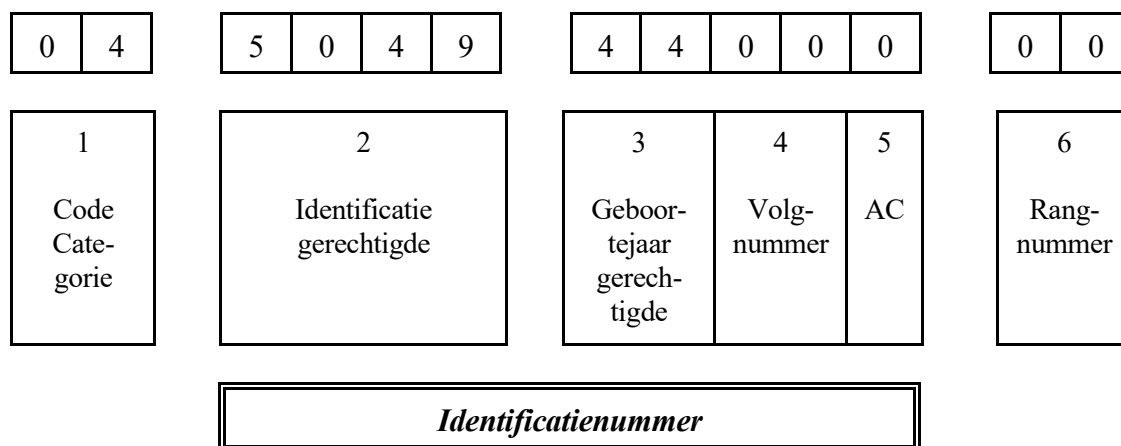 0 4 5 0 4 9 4 4 0 0 0 0 0
1 2 3 4 5 6
Code Identificatie Geboor- Volg- AC Rang-
Cate- gerechtigde tejaar nummer nummer
gorie gerech-
tigde
Identificatienummer